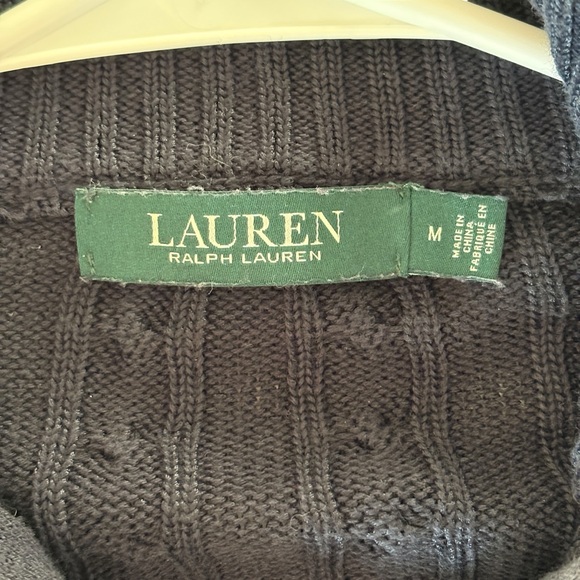 LAUREN
RALPH LAUREN
M
MADE IN
CHINA
FABRIQUÉ EN
CHINE